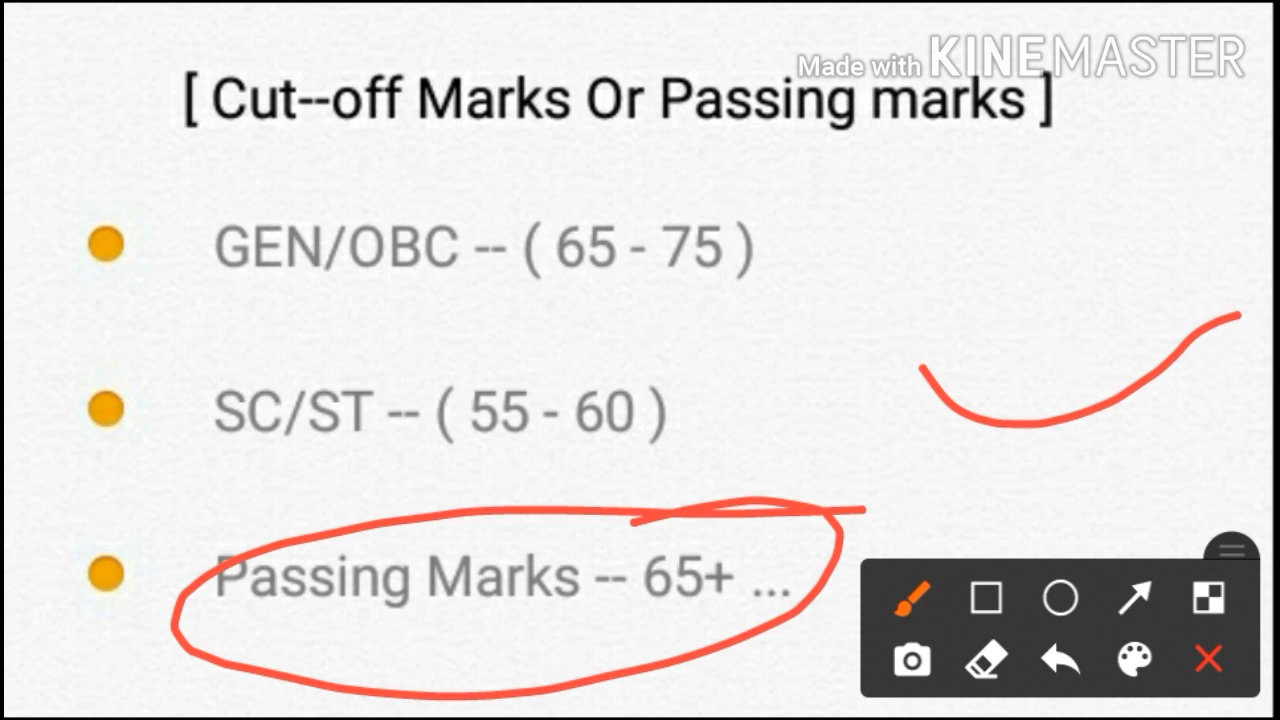 Made with KINEMASTER
[ Cut--off Marks Or Passing marks ]
GEN/OBC -- ( 65 - 75 )
SC/ST -- ( 55 - 60 )
Passing Marks -- 65+ ...